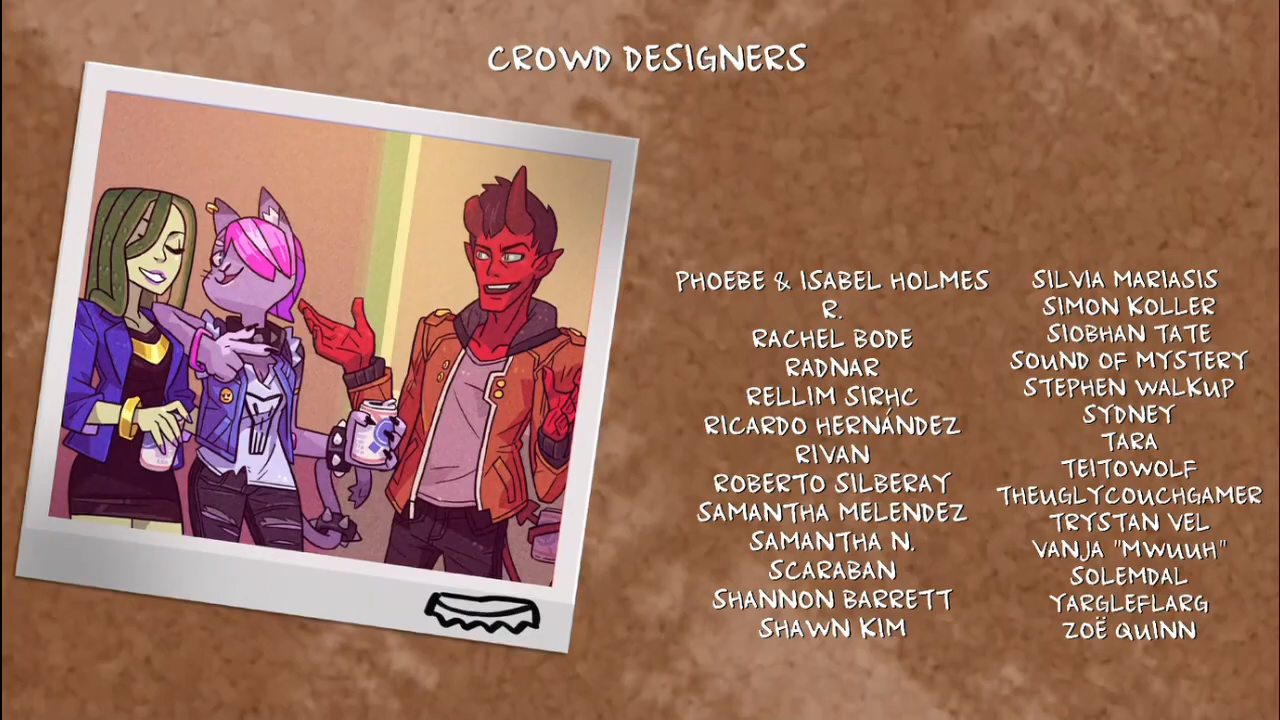 CROWD DESIGNERS
PHOEBE & ISABEL HOLMES
R.
RACHEL BODE
RADNAR
RELLIM SIRHC
RICARDO HERNÁNDEZ
RIVAN
ROBERTO SILBERAY
SAMANTHA MELENDEZ
SAMANTHA N.
SCARABAN
SHANNON BARRETT
SHAWN KIM
SILVIA MARIASIS
SIMON KOLLER
SIOBHAN TATE
SOUND OF MYSTERY
STEPHEN WALKUP
SYDNEY
TARA
TEITOWOLF
THEUGLYCOUCHGAMER
TRYSTAN VEL
VANJA "MWUUH"
SOLEMDAL
YARGLEFLARG
ZOË QUINN